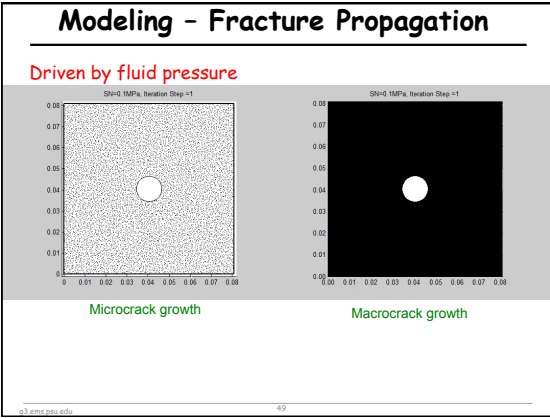 Modeling – Fracture Propagation
Driven by fluid pressure
SN=0.1MPa, Iteration Step =1
0.08
0.07
0.06
0.05
0.04
0.03
0.02
0.01
0
0 0.01 0.02 0.03 0.04 0.05 0.06 0.07 0.08
Microcrack growth
SN=0.1MPa, Iteration Step =1
0.08
0.07
0.06
0.05
0.04
0.03
0.02
0.01
0.00
0.00 0.01 0.02 0.03 0.04 0.05 0.06 0.07 0.08
Macrocrack growth
g3.ems.psu.edu
49